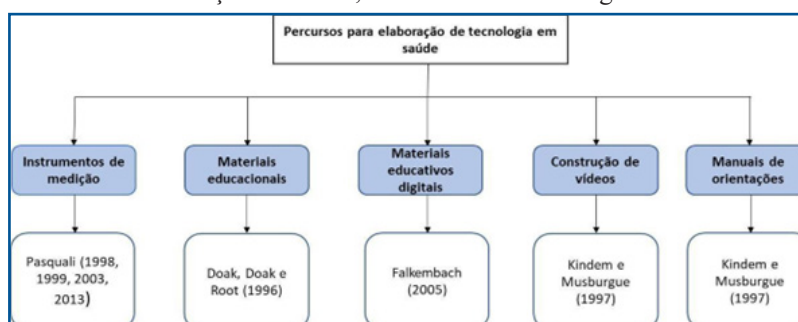 Percursos para elaboração de tecnologia em
saúde
Instrumentos de
medição
Materiais
educacionais
Materiais
educativos
digitais
Construção de
vídeos
Manuais de
orientações
Pasquali (1998,
1999, 2003,
2013)
Doak, Doak e
Root (1996)
Falkembach
(2005)
Kindem e
Musburgue
(1997)
Kindem e
Musburgue
(1997)